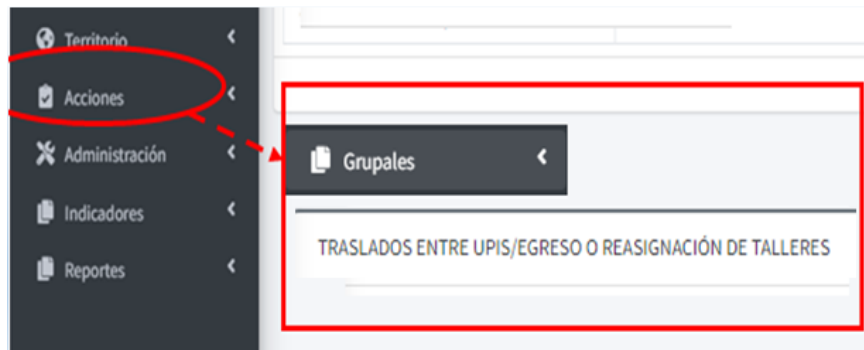 Territorio
Acciones
Administración
Indicadores
Reportes
Grupales
TRASLADOS ENTRE UPIS/EGRESO O REASIGNACIÓN DE TALLERES